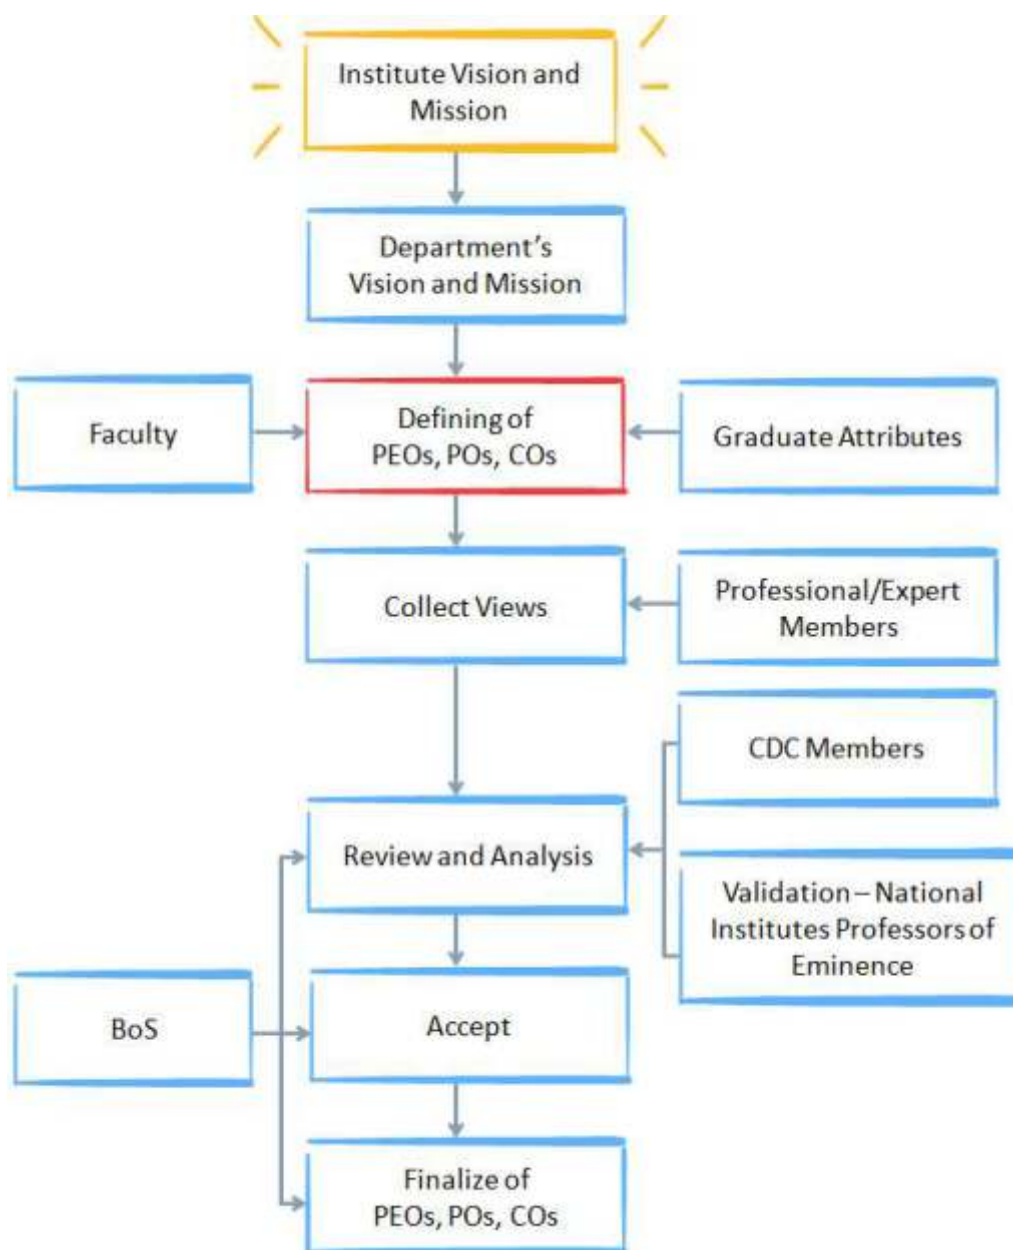 Institute Vision and
Mission
Department's
Vision and Mission
Faculty
Defining of
PEOs, POs, COs
Graduate Attributes
Collect Views
Professional/Expert
Members
CDC Members
Review and Analysis
Validation – National
Institutes Professors of
Eminence
BoS
Accept
Finalize of
PEOs, POs, COs